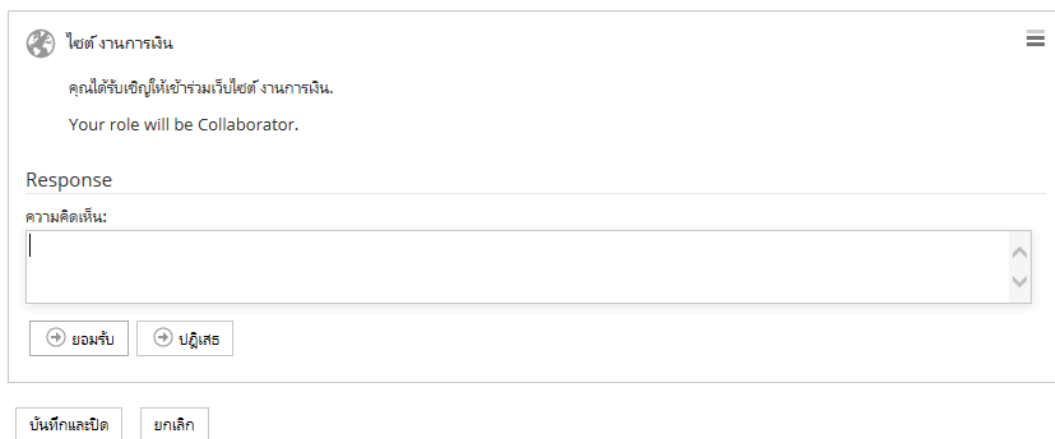 ไซต์ งานการเงิน
คุณได้รับเชิญให้เข้าร่วมเว็บไซต์ งานการเงิน.
Your role will be Collaborator.
Response
ความคิดเห็น:
ยอมรับ ปฏิเสธ
บันทึกและปิด ยกเลิก